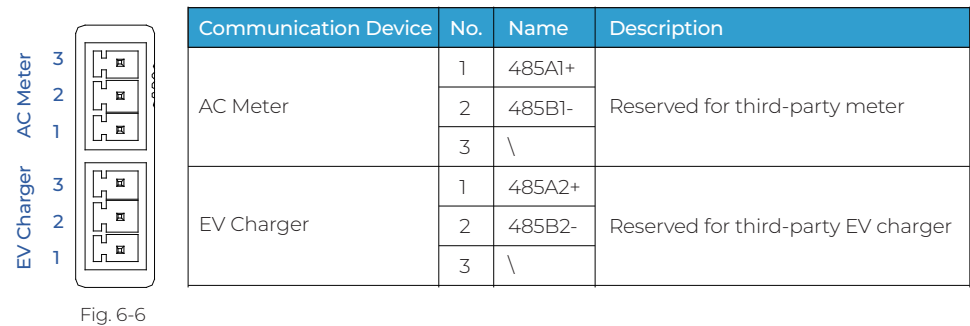 AC Meter
3
2
1
EV Charger
3
2
1
Fig. 6-6
Communication Device No. Name Description
AC Meter
1 485A1+
2 485B1-
3 \
Reserved for third-party meter
EV Charger
1 485A2+
2 485B2-
3 \
Reserved for third-party EV charger